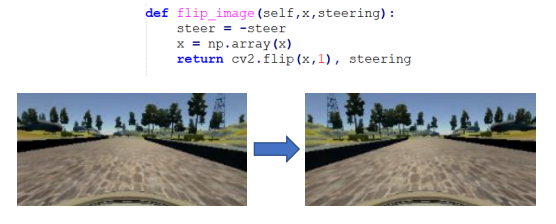 def flip_image(self,x,steering):
    steer = -steer
    x = np.array(x)
    return cv2.flip(x,1), steering